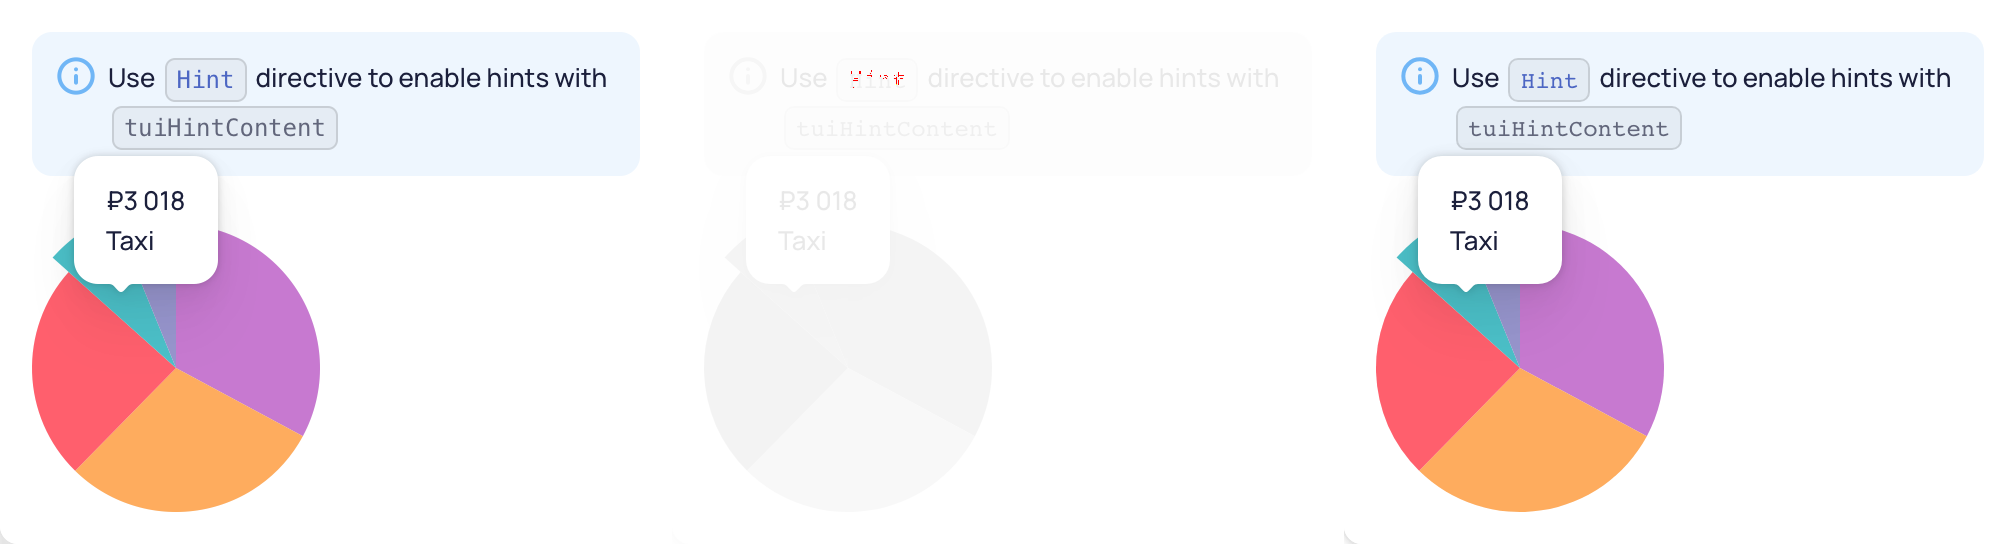 Use Hint directive to enable hints with
tuiHintContent
₽3 018
Taxi
Use Hint directive to enable hints with
tuiHintContent
₽3 018
Taxi
Use Hint directive to enable hints with
tuiHintContent
₽3 018
Taxi